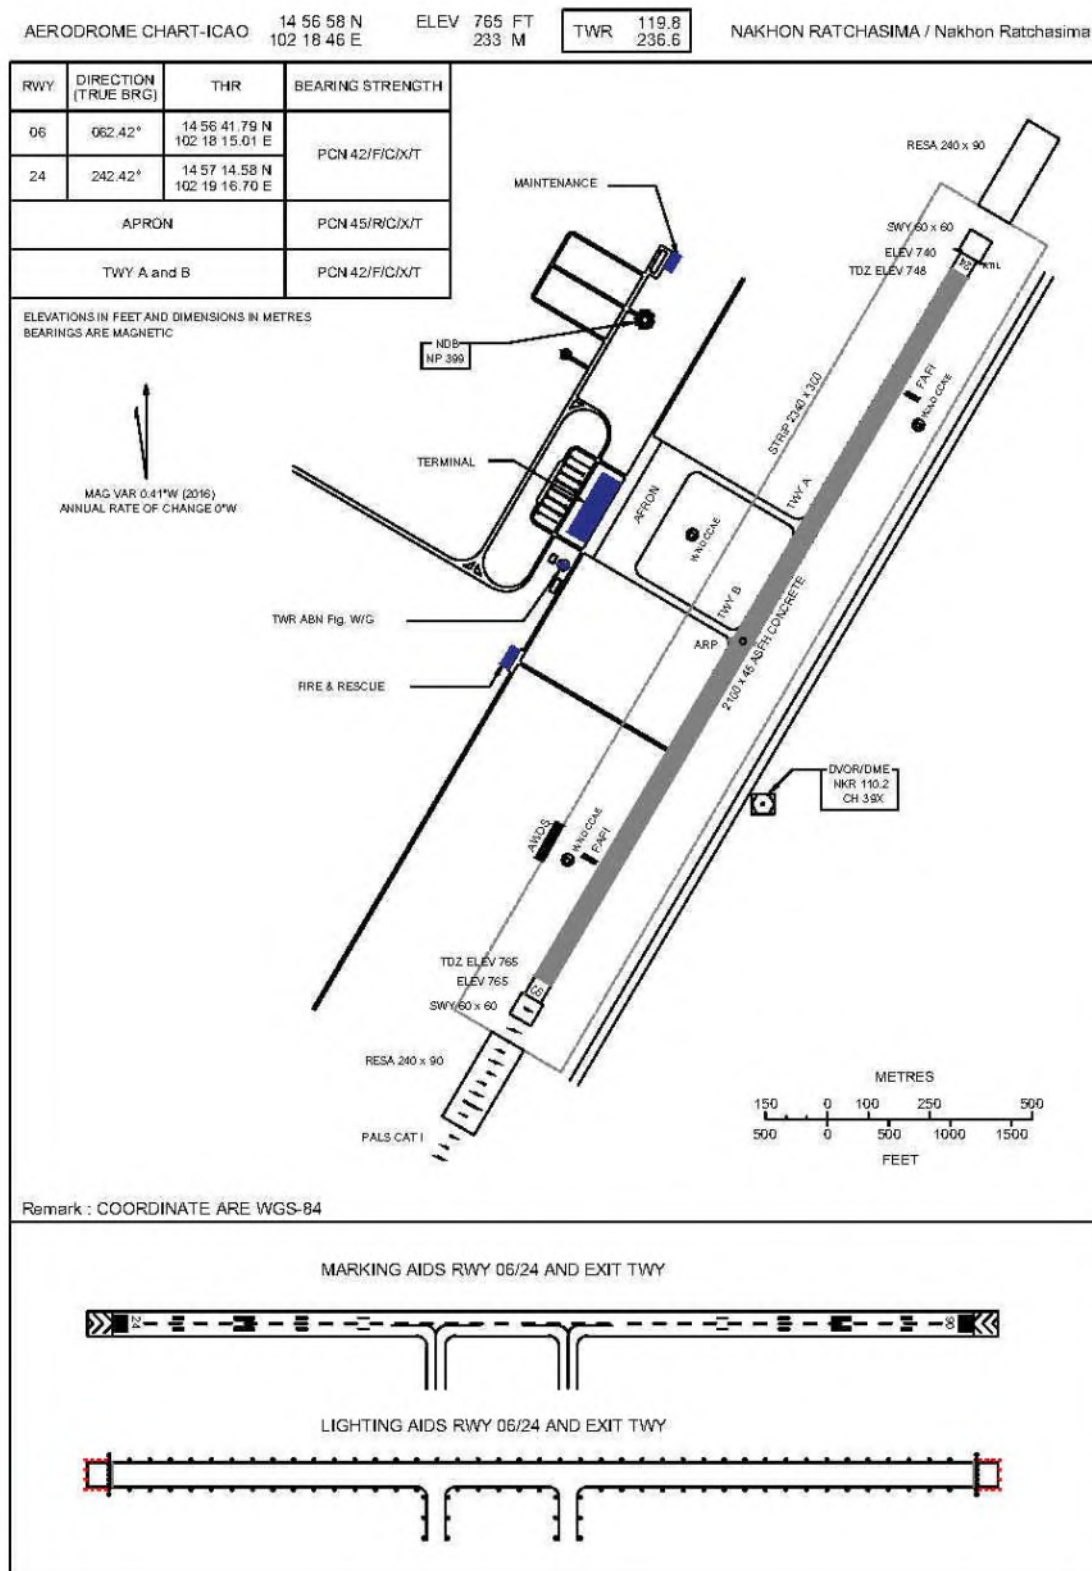 AERODROME CHART-ICAO
14 56 58 N
102 18 46 E
ELEV 765 FT
233 M
TWR 119.8
236.6
NAKHON RATCHASIMA / Nakhon Ratchasima
RWY
DIRECTION
(TRUE BRG)
THR
BEARING STRENGTH
06
062.42°
14 56 41.79 N
102 18 15.01 E
PCN 42/F/C/X/T
24
242.42°
14 57 14.58 N
102 19 16.70 E
APRON
PCN 45/R/C/X/T
TWY A and B
PCN 42/F/C/X/T
ELEVATIONS IN FEET AND DIMENSIONS IN METRES
BEARINGS ARE MAGNETIC
MAG VAR 0.41°W (2016)
ANNUAL RATE OF CHANGE 0°W
RESA 240 x 90
MAINTENANCE
SWY 60 x 60
ELEV 740
TDZ ELEV 748
24
NDB
NP 399
PAPI
STRIP 2340 x 300
TERMINAL
APRON
TWY A
TWY B
TWR ABN Flg. W/G
ARP
2100 x 45 ASPH CONCRETE
FIRE & RESCUE
DVOR/DME
NKR 110.2
CH 39X
PAPI
TDZ ELEV 765
ELEV 765
SWY 60 x 60
RESA 240 x 90
PALS CAT I
METRES
150 0 100 250 500
500 0 500 1000 1500
FEET
Remark : COORDINATE ARE WGS-84
MARKING AIDS RWY 06/24 AND EXIT TWY
24
06
LIGHTING AIDS RWY 06/24 AND EXIT TWY